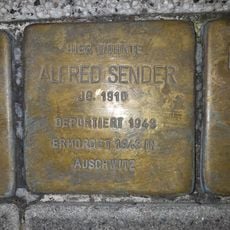 HIER WOHNTE
ALFRED SENDER
JG. 1910
DEPORTIERT 1943
ERMORDET 1943 IN
AUSCHWITZ